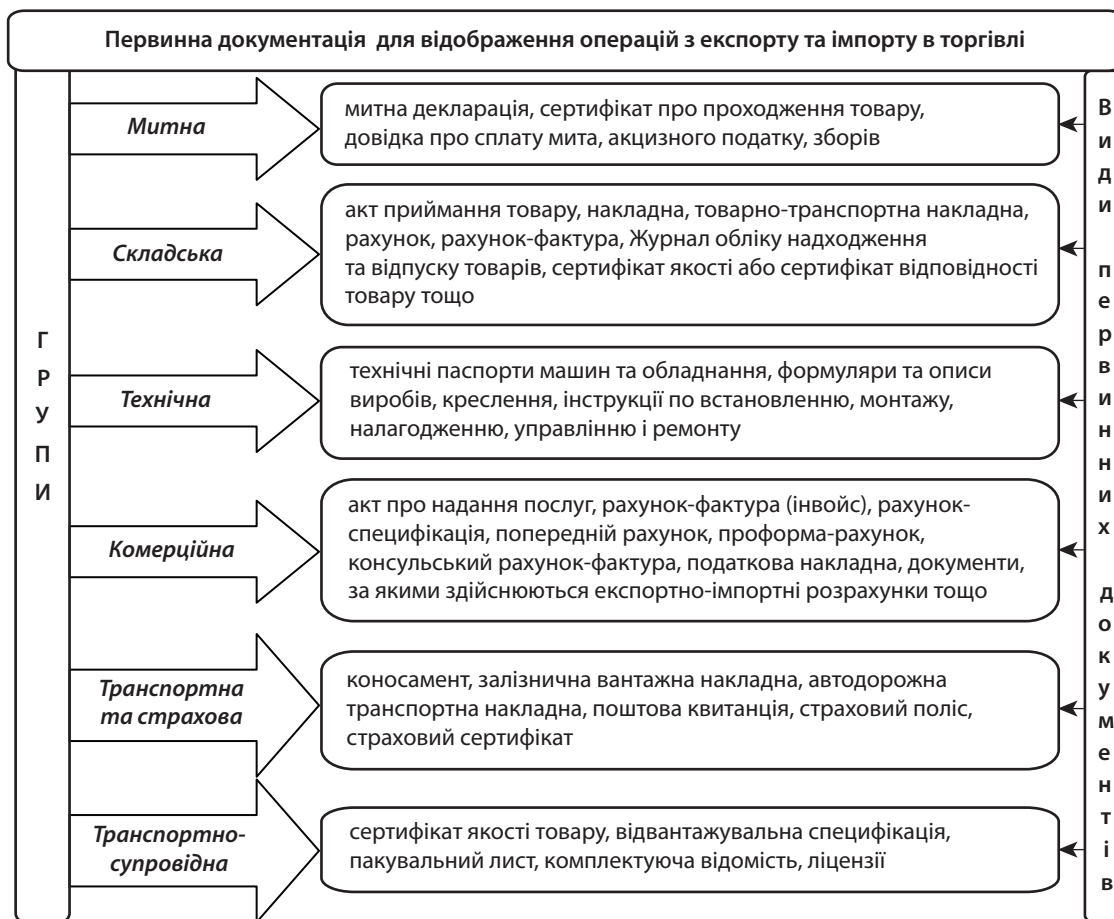 Первинна документація для відображення операцій з експорту та імпорту в торгівлі
ГРУПИ
Митна
митна декларація, сертифікат про проходження товару,
довідка про сплату мита, акцизного податку, зборів
Складська
акт приймання товару, накладна, товарно-транспортна накладна,
рахунок, рахунок-фактура, Журнал обліку надходження
та відпуску товарів, сертифікат якості або сертифікат відповідності
товару тощо
Технічна
технічні паспорти машин та обладнання, формуляри та описи
виробів, креслення, інструкції по встановленню, монтажу,
налагодженню, управлінню і ремонту
Комерційна
акт про надання послуг, рахунок-фактура (інвойс), рахунок-
специфікація, попередній рахунок, проформа-рахунок,
консульський рахунок-фактура, податкова накладна, документи,
за якими здійснюються експортно-імпортні розрахунки тощо
Транспортна
та страхова
коносамент, залізнична вантажна накладна, автодорожна
транспортна накладна, поштова квитанція, страховий поліс,
страховий сертифікат
Транспортно-
супровідна
сертифікат якості товару, відвантажувальна специфікація,
пакувальний лист, комплектуюча відомість, ліцензії
Види первинних документів